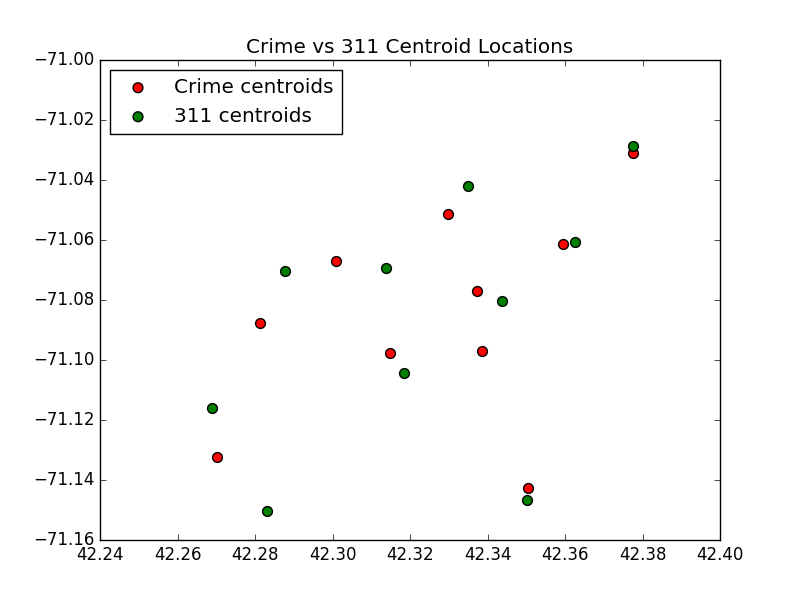 Crime vs 311 Centroid Locations
Crime centroids
311 centroids
−71.00
−71.02
−71.04
−71.06
−71.08
−71.10
−71.12
−71.14
−71.16
42.24 42.26 42.28 42.30 42.32 42.34 42.36 42.38 42.40